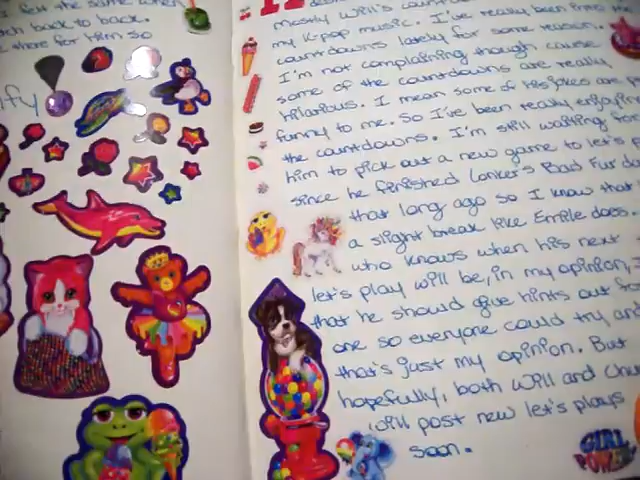 I felt the same when
back to back.
there for him so
my K-pop music. I've really been into
countdowns lately for some reason
I'm not complaining though cause
some of the countdowns are really
hilarious. I mean some of his jokes are
funny to me. So I've been really enjoying
the countdowns. I'm still waiting for
him to pick out a new game to let's
since he finished Conker's Bad Fur
that long ago so I know that
a slight break like Emile does.
who knows when his next
let's play will be, in my opinion, I
that he should give hints out
one so everyone could try and
that's just my opinion. But
hopefully, both Will and
will post new let's plays
soon.
GIRL
POWER